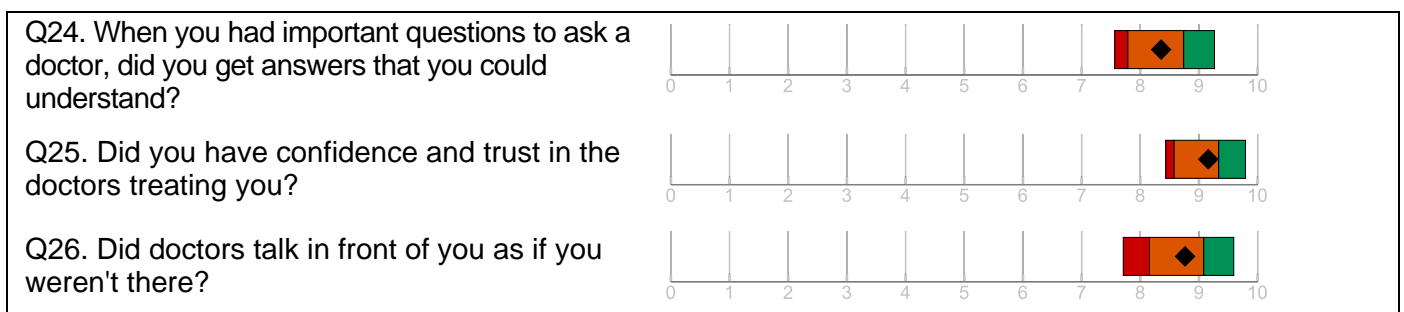 Q24. When you had important questions to ask a
doctor, did you get answers that you could
understand?
0 1 2 3 4 5 6 7 8 9 10
Q25. Did you have confidence and trust in the
doctors treating you?
0 1 2 3 4 5 6 7 8 9 10
Q26. Did doctors talk in front of you as if you
weren't there?
0 1 2 3 4 5 6 7 8 9 10